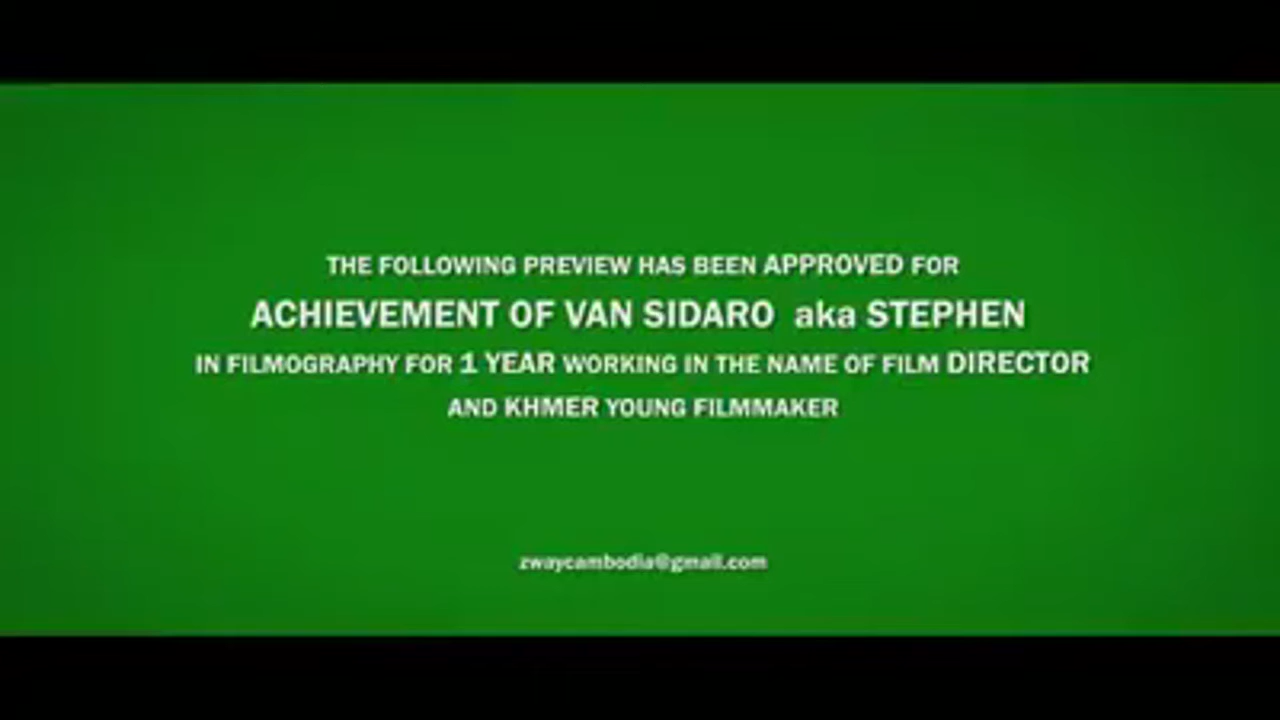 THE FOLLOWING PREVIEW HAS BEEN APPROVED FOR
ACHIEVEMENT OF VAN SIDARO aka STEPHEN
IN FILMOGRAPHY FOR 1 YEAR WORKING IN THE NAME OF FILM DIRECTOR
AND KHMER YOUNG FILMMAKER
zwaycambodia@gmail.com